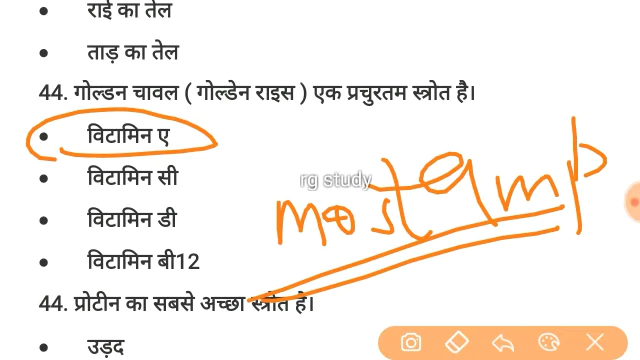 • राई का तेल
• ताड़ का तेल
44. गोल्डन चावल ( गोल्डेन राइस ) एक प्रचुरतम स्त्रोत है।
• विटामिन ए
• विटामिन सी
rg study
most Imp
• विटामिन डी
• विटामिन बी12
44. प्रोटीन का सबसे अच्छा स्त्रोत है।
• उड़द